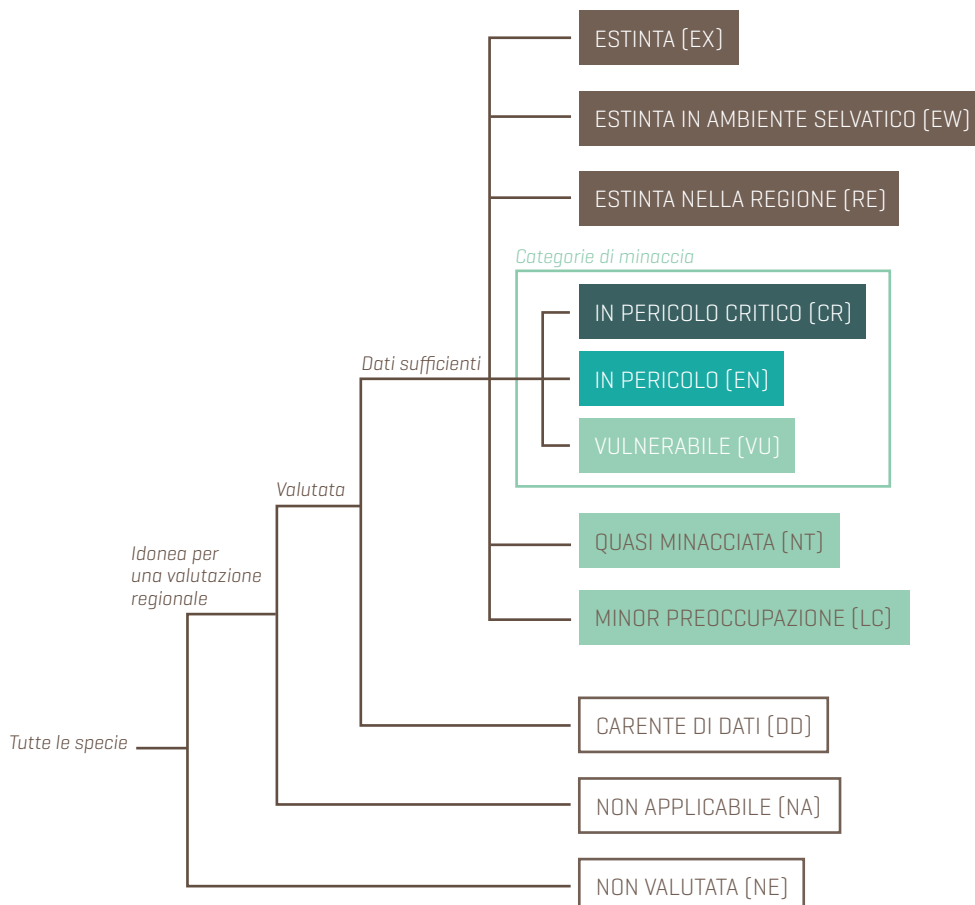 ESTINTA (EX)
ESTINTA IN AMBIENTE SELVATICO (EW)
ESTINTA NELLA REGIONE (RE)
Categorie di minaccia
IN PERICOLO CRITICO (CR)
Dati sufficienti
IN PERICOLO (EN)
VULNERABILE (VU)
Valutata
QUASI MINACCIATA (NT)
Idonea per
una valutazione
regionale
MINOR PREOCCUPAZIONE (LC)
CARENTE DI DATI (DD)
Tutte le specie
NON APPLICABILE (NA)
NON VALUTATA (NE)